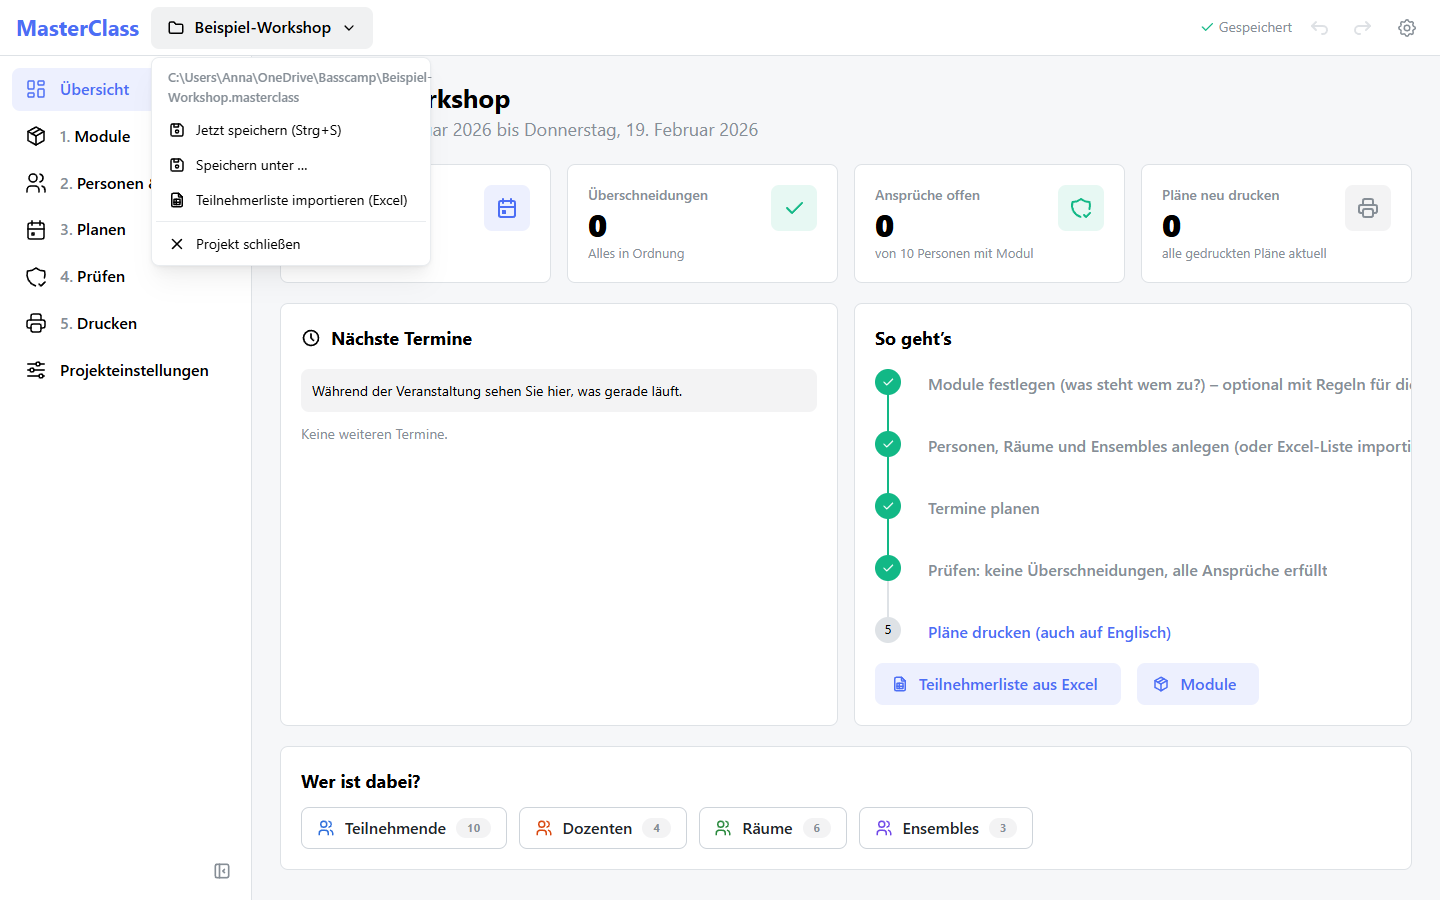 MasterClass
Beispiel-Workshop
Gespeichert
C:\Users\Anna\OneDrive\Basscamp\Beispiel-
Workshop.masterclass
Jetzt speichern (Strg+S)
Speichern unter ...
Teilnehmerliste importieren (Excel)
Projekt schließen
Übersicht
1. Module
2. Personen
3. Planen
4. Prüfen
5. Drucken
Projekteinstellungen
rkshop
uar 2026 bis Donnerstag, 19. Februar 2026
Überschneidungen
0
Alles in Ordnung
Ansprüche offen
0
von 10 Personen mit Modul
Pläne neu drucken
0
alle gedruckten Pläne aktuell
Nächste Termine
Während der Veranstaltung sehen Sie hier, was gerade läuft.
Keine weiteren Termine.
So geht’s
Module festlegen (was steht wem zu?) – optional mit Regeln für die
Personen, Räume und Ensembles anlegen (oder Excel-Liste importi
Termine planen
Prüfen: keine Überschneidungen, alle Ansprüche erfüllt
5
Pläne drucken (auch auf Englisch)
Teilnehmerliste aus Excel
Module
Wer ist dabei?
Teilnehmende 10
Dozenten 4
Räume 6
Ensembles 3